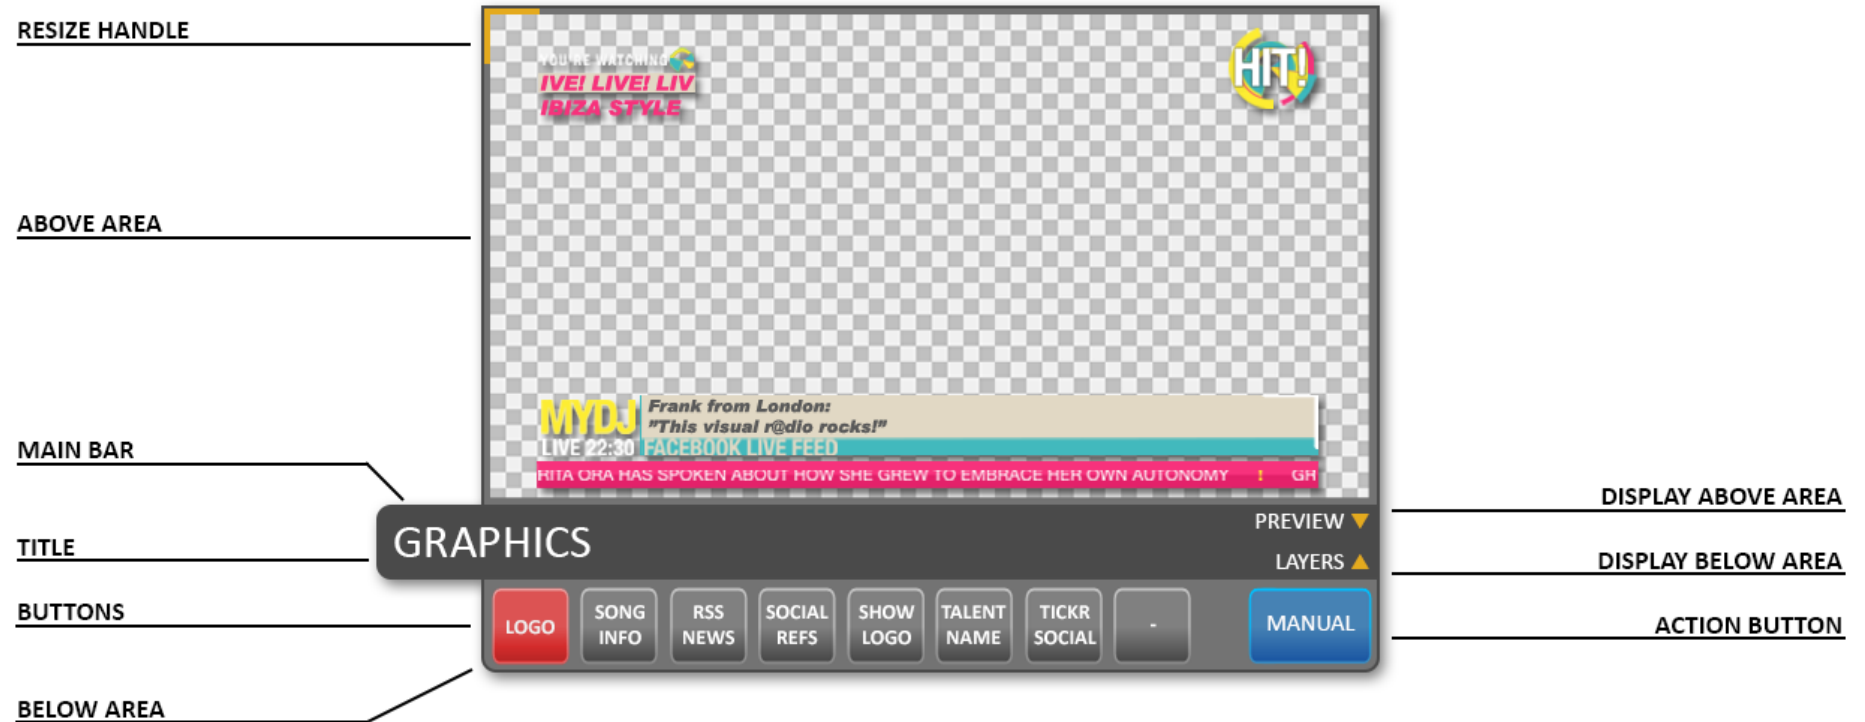 RESIZE HANDLE
YOU'RE WATCHING
IVE! LIVE! LIV
IBIZA STYLE
HIT!
ABOVE AREA
MYDJ
Frank from London:
"This visual r@dio rocks!"
LIVE 22:30 FACEBOOK LIVE FEED
RITA ORA HAS SPOKEN ABOUT HOW SHE GREW TO EMBRACE HER OWN AUTONOMY ! GR
MAIN BAR
DISPLAY ABOVE AREA
PREVIEW
TITLE
GRAPHICS
LAYERS
DISPLAY BELOW AREA
BUTTONS
LOGO
SONG
INFO
RSS
NEWS
SOCIAL
REFS
SHOW
LOGO
TALENT
NAME
TICKR
SOCIAL
-
MANUAL
ACTION BUTTON
BELOW AREA